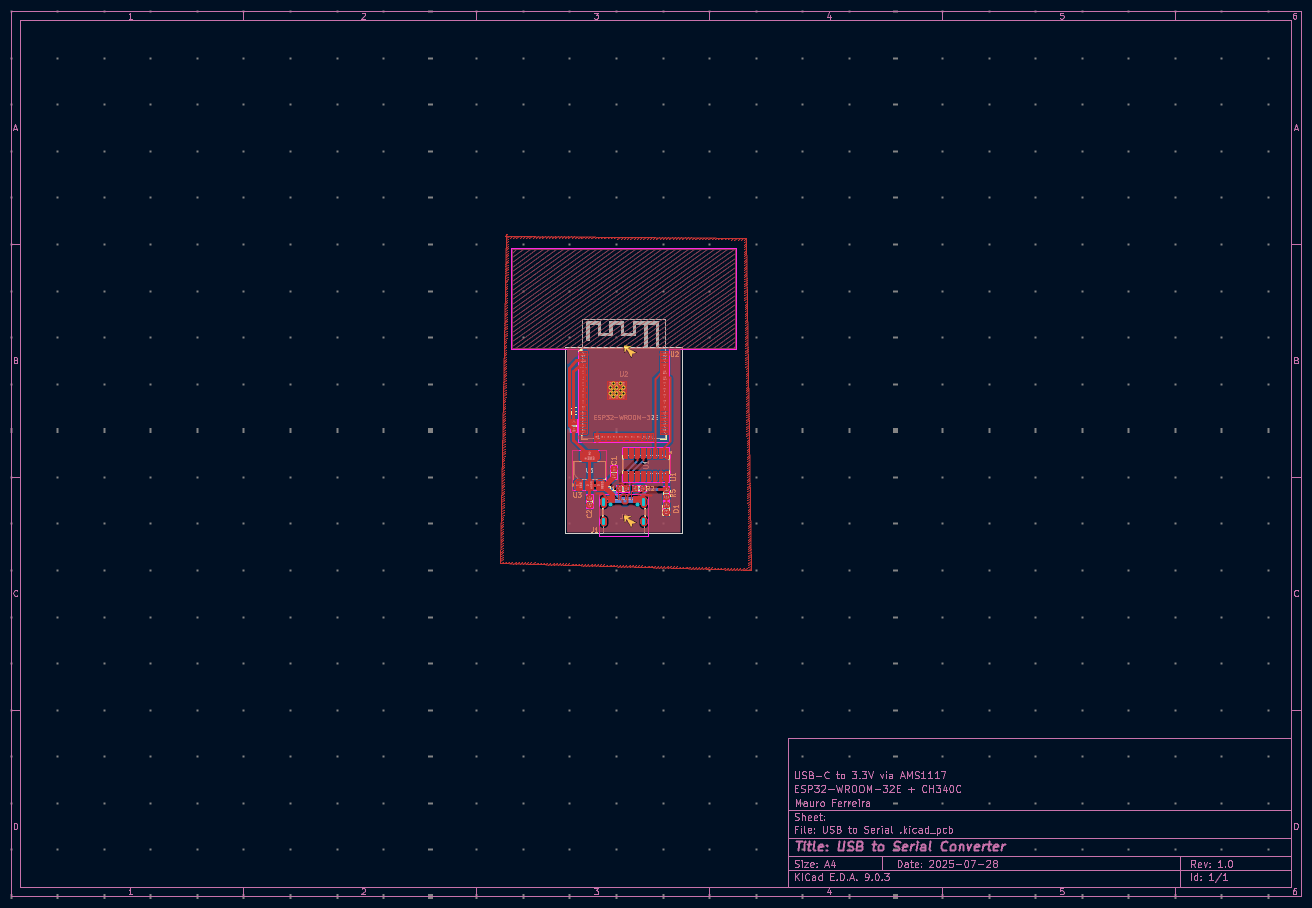 1 2 3 4 5 6
A A
U2
U2
B B
ESP32-WROOM-32E
C1
U1
U3
R5
C2
D1
J1
C C
USB-C to 3.3V via AMS1117
ESP32-WROOM-32E + CH340C
Mauro Ferreira
Sheet:
D D
File: USB to Serial .kicad_pcb
Title: USB to Serial Converter
Size: A4 Date: 2025-07-28 Rev: 1.0
KiCad E.D.A. 9.0.3 Id: 1/1
1 2 3 4 5 6